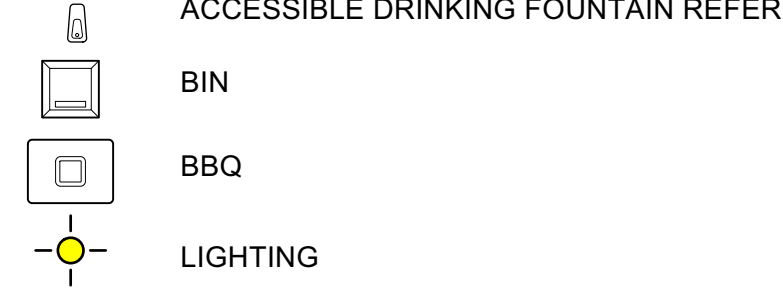 ACCESSIBLE DRINKING FOUNTAIN REFER
BIN
BBQ
LIGHTING